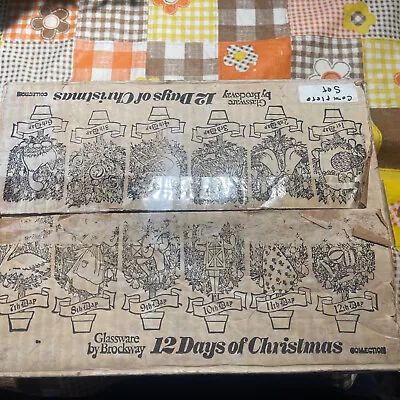 Complete
Set
Glassware
by Brockway 12 Days of Christmas COLLECTION
1st Day 2nd Day 3rd Day 4th Day 5th Day 6th Day
7th Day 8th Day 9th Day 10th Day 11th Day 12th Day
Glassware
by Brockway 12 Days of Christmas COLLECTION